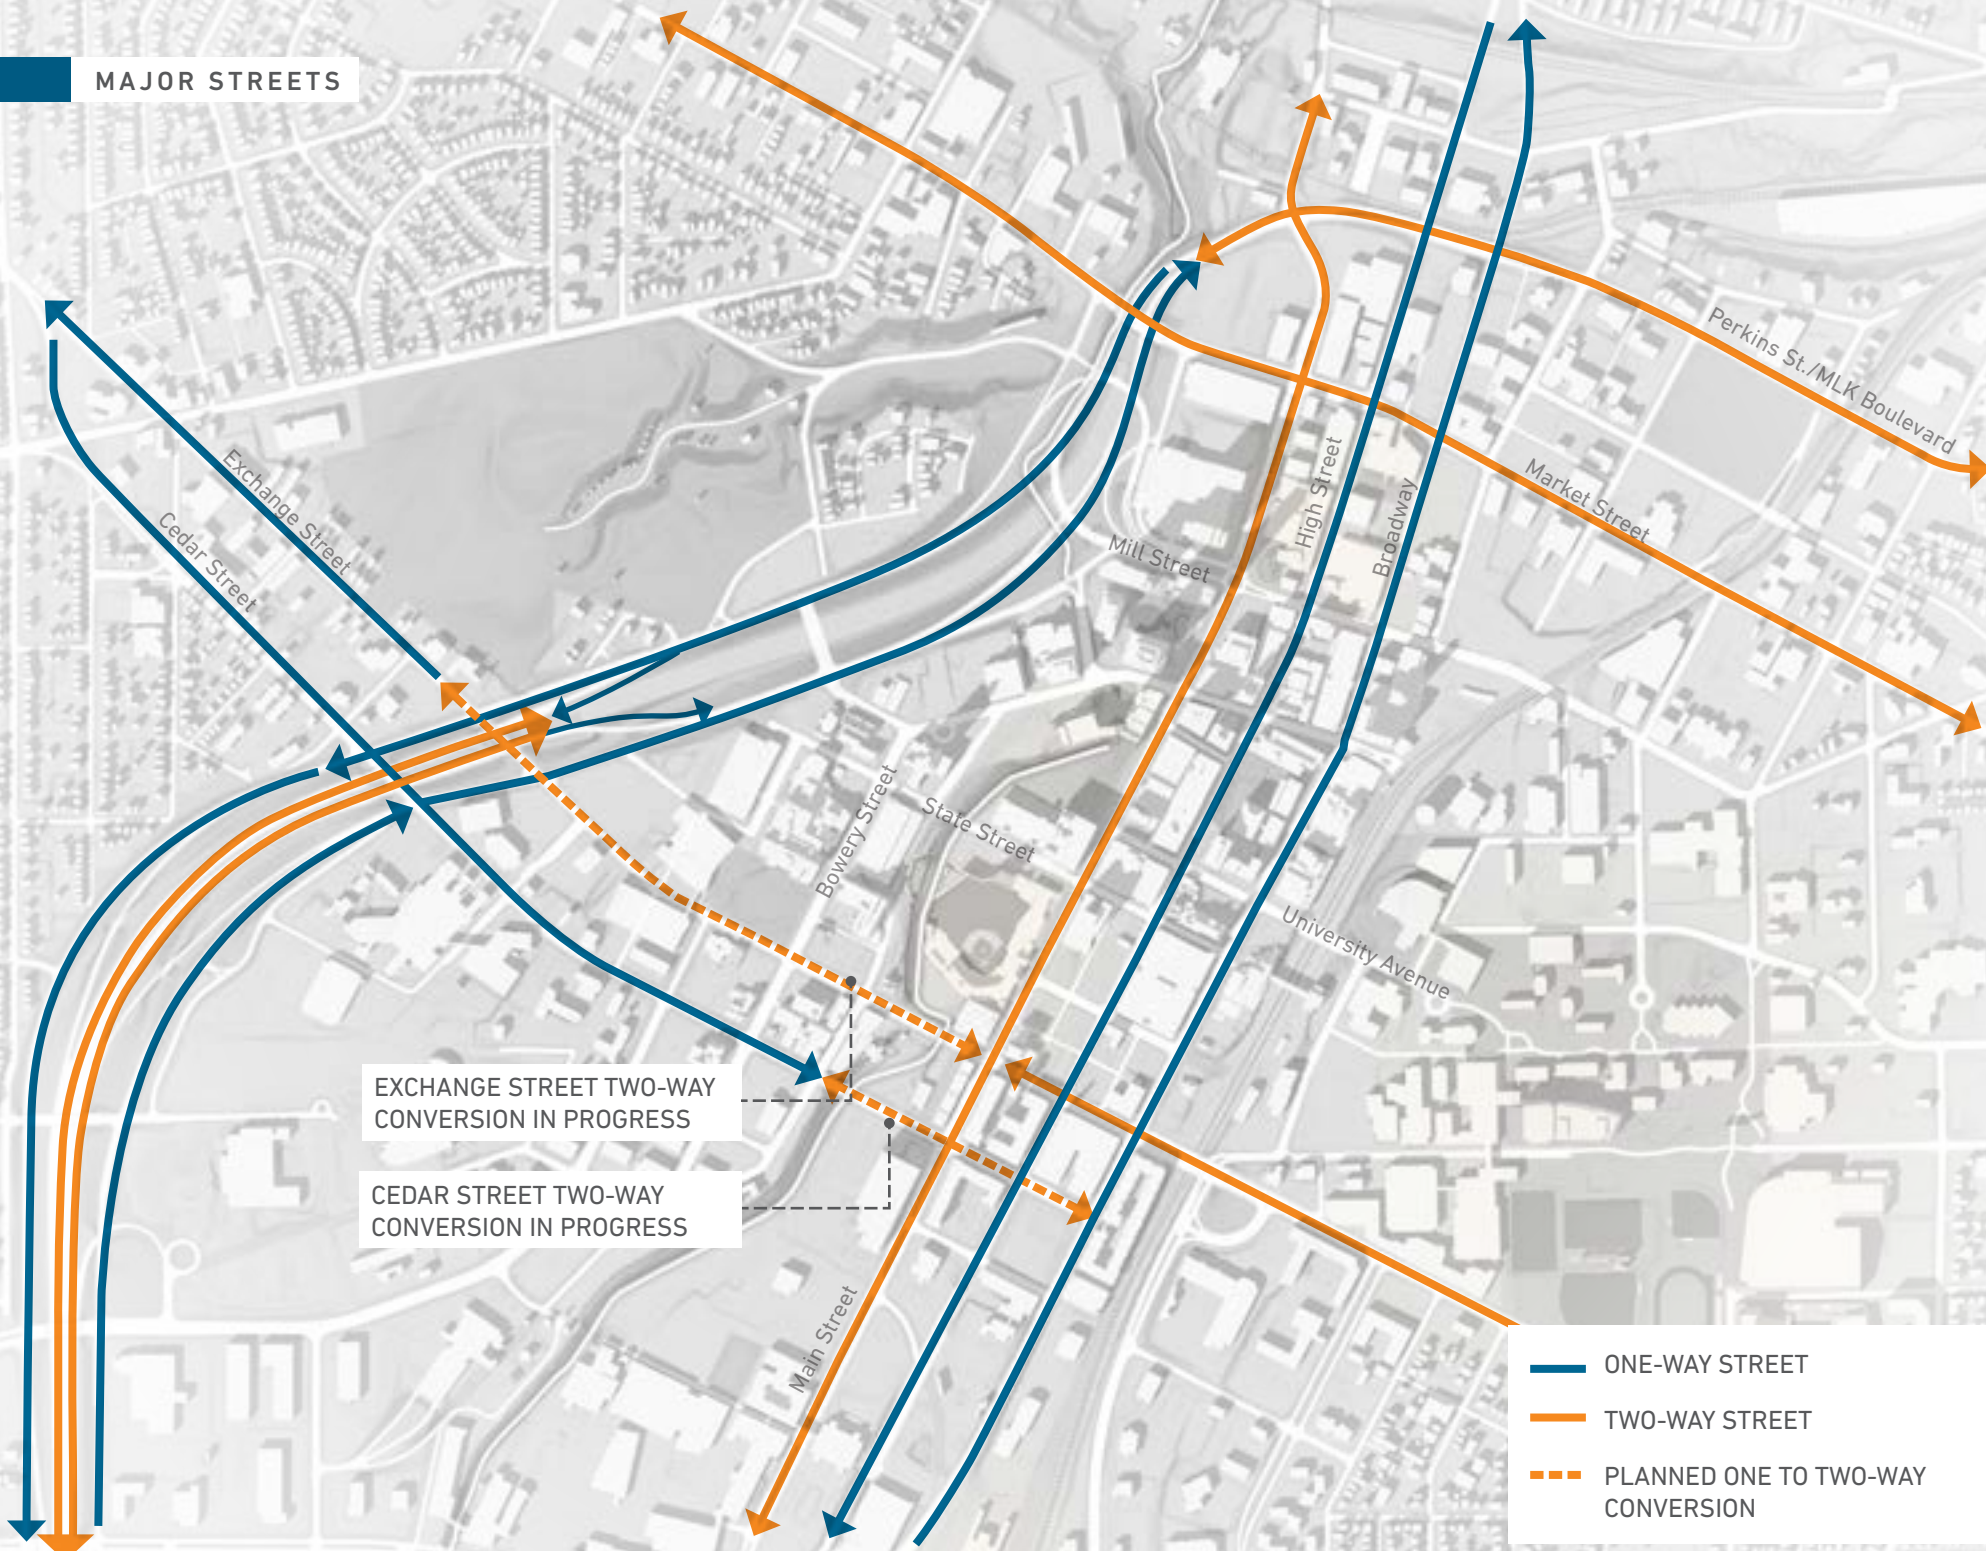 MAJOR STREETS
Perkins St./MLK Boulevard
Exchange Street
Cedar Street
High Street
Broadway
Market Street
Mill Street
Bowery Street
State Street
University Avenue
EXCHANGE STREET TWO-WAY
CONVERSION IN PROGRESS
CEDAR STREET TWO-WAY
CONVERSION IN PROGRESS
Main Street
ONE-WAY STREET
TWO-WAY STREET
PLANNED ONE TO TWO-WAY
CONVERSION